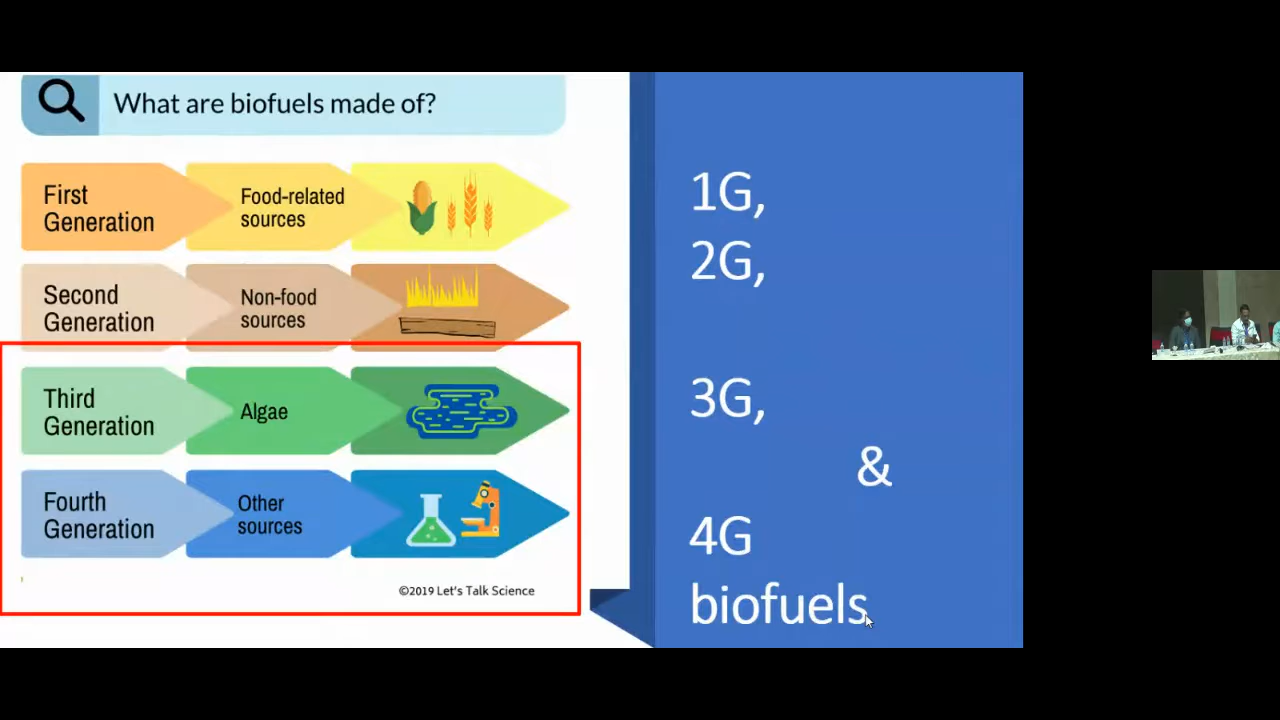 What are biofuels made of?
First
Generation
Food-related
sources
Second
Generation
Non-food
sources
Third
Generation
Algae
Fourth
Generation
Other
sources
©2019 Let's Talk Science
1G,
2G,
3G,
&
4G
biofuels